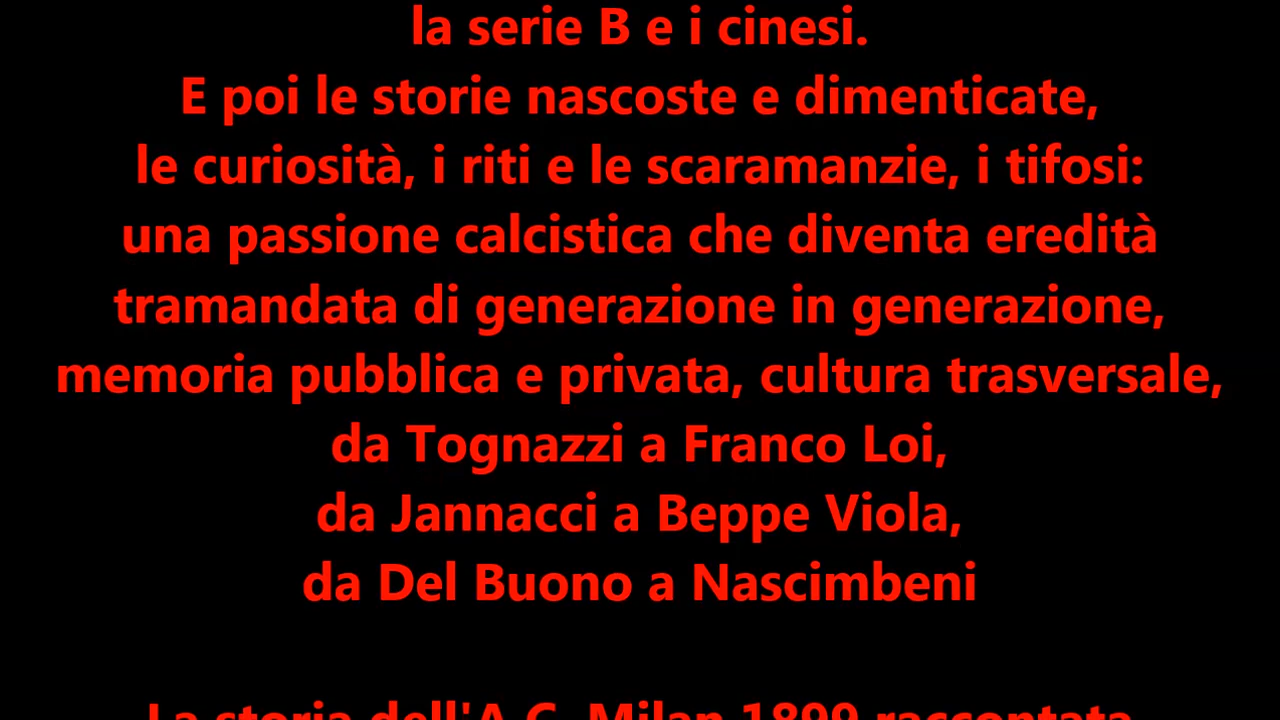 la serie B e i cinesi.
E poi le storie nascoste e dimenticate,
le curiosità, i riti e le scaramanzie, i tifosi:
una passione calcistica che diventa eredità
tramandata di generazione in generazione,
memoria pubblica e privata, cultura trasversale,
da Tognazzi a Franco Loi,
da Jannacci a Beppe Viola,
da Del Buono a Nascimbeni
La storia dell'A.C. Milan 1899 raccontata